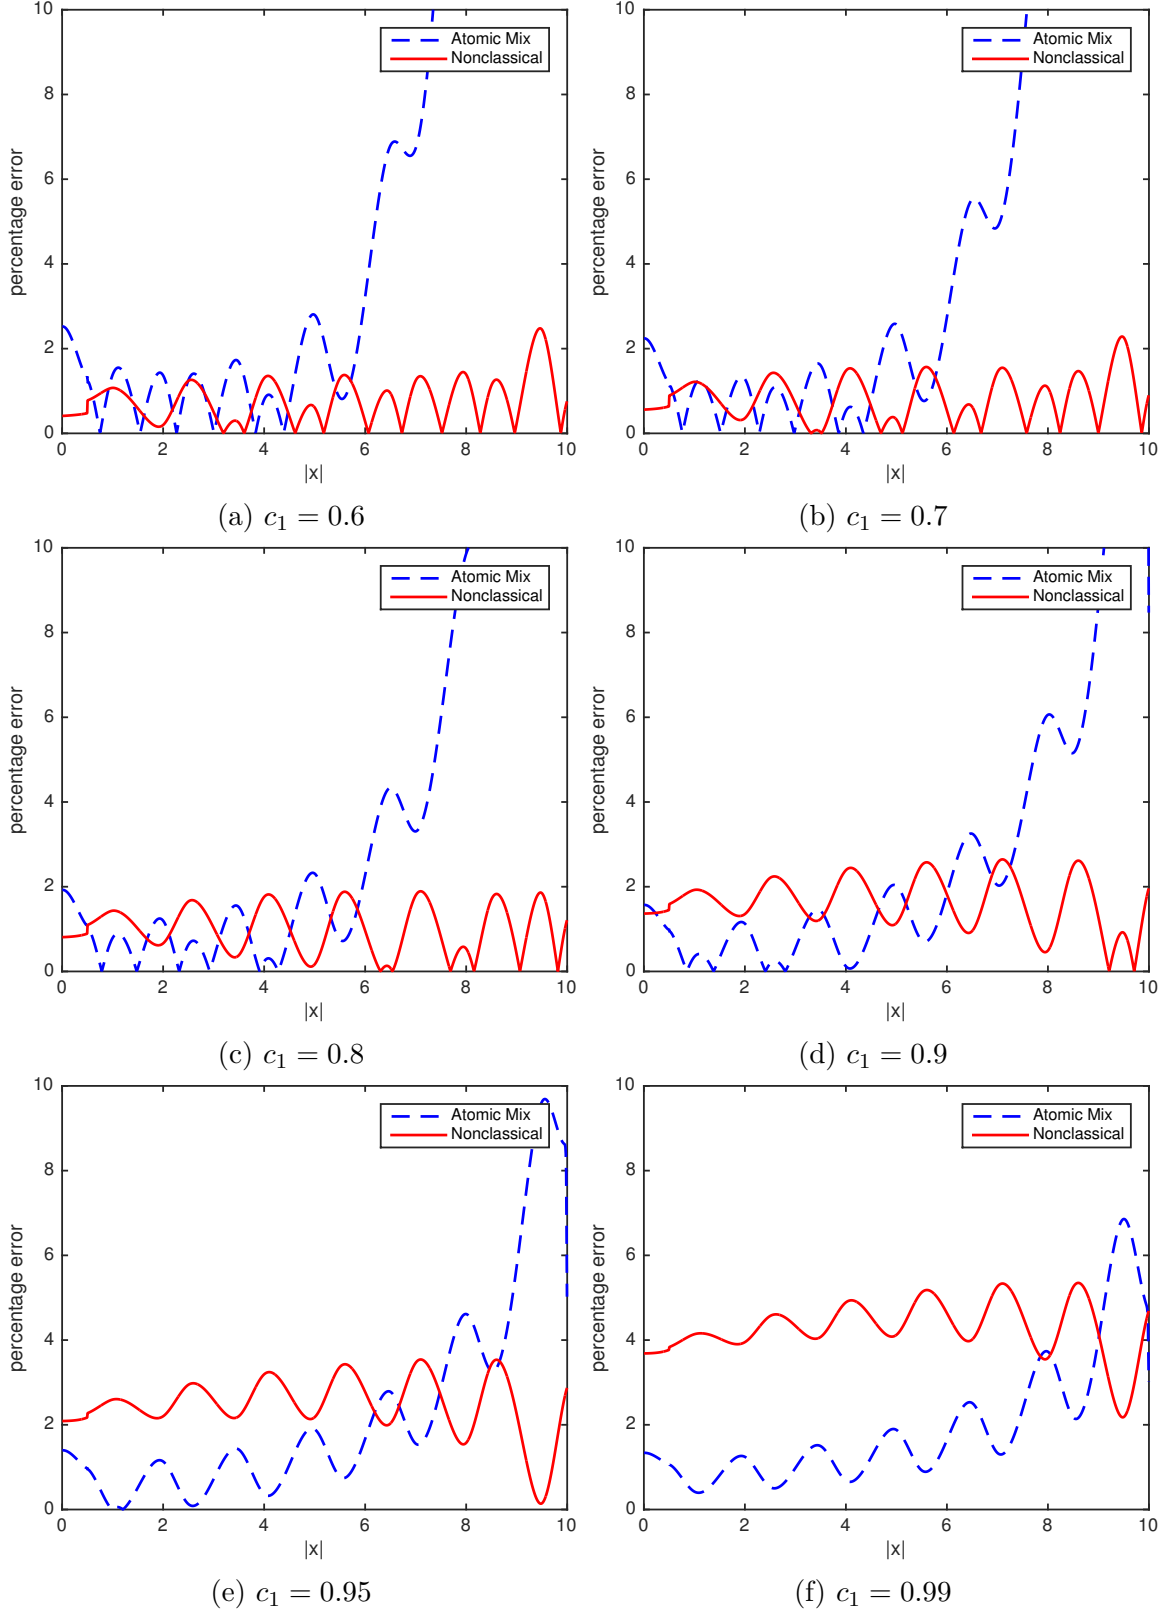 10
8
6
4
2
0
percentage error
0 2 4 6 8 10
|x|
Atomic Mix
Nonclassical
(a) c₁ = 0.6
10
8
6
4
2
0
percentage error
0 2 4 6 8 10
|x|
Atomic Mix
Nonclassical
(b) c₁ = 0.7
10
8
6
4
2
0
percentage error
0 2 4 6 8 10
|x|
Atomic Mix
Nonclassical
(c) c₁ = 0.8
10
8
6
4
2
0
percentage error
0 2 4 6 8 10
|x|
Atomic Mix
Nonclassical
(d) c₁ = 0.9
10
8
6
4
2
0
percentage error
0 2 4 6 8 10
|x|
Atomic Mix
Nonclassical
(e) c₁ = 0.95
10
8
6
4
2
0
percentage error
0 2 4 6 8 10
|x|
Atomic Mix
Nonclassical
(f) c₁ = 0.99